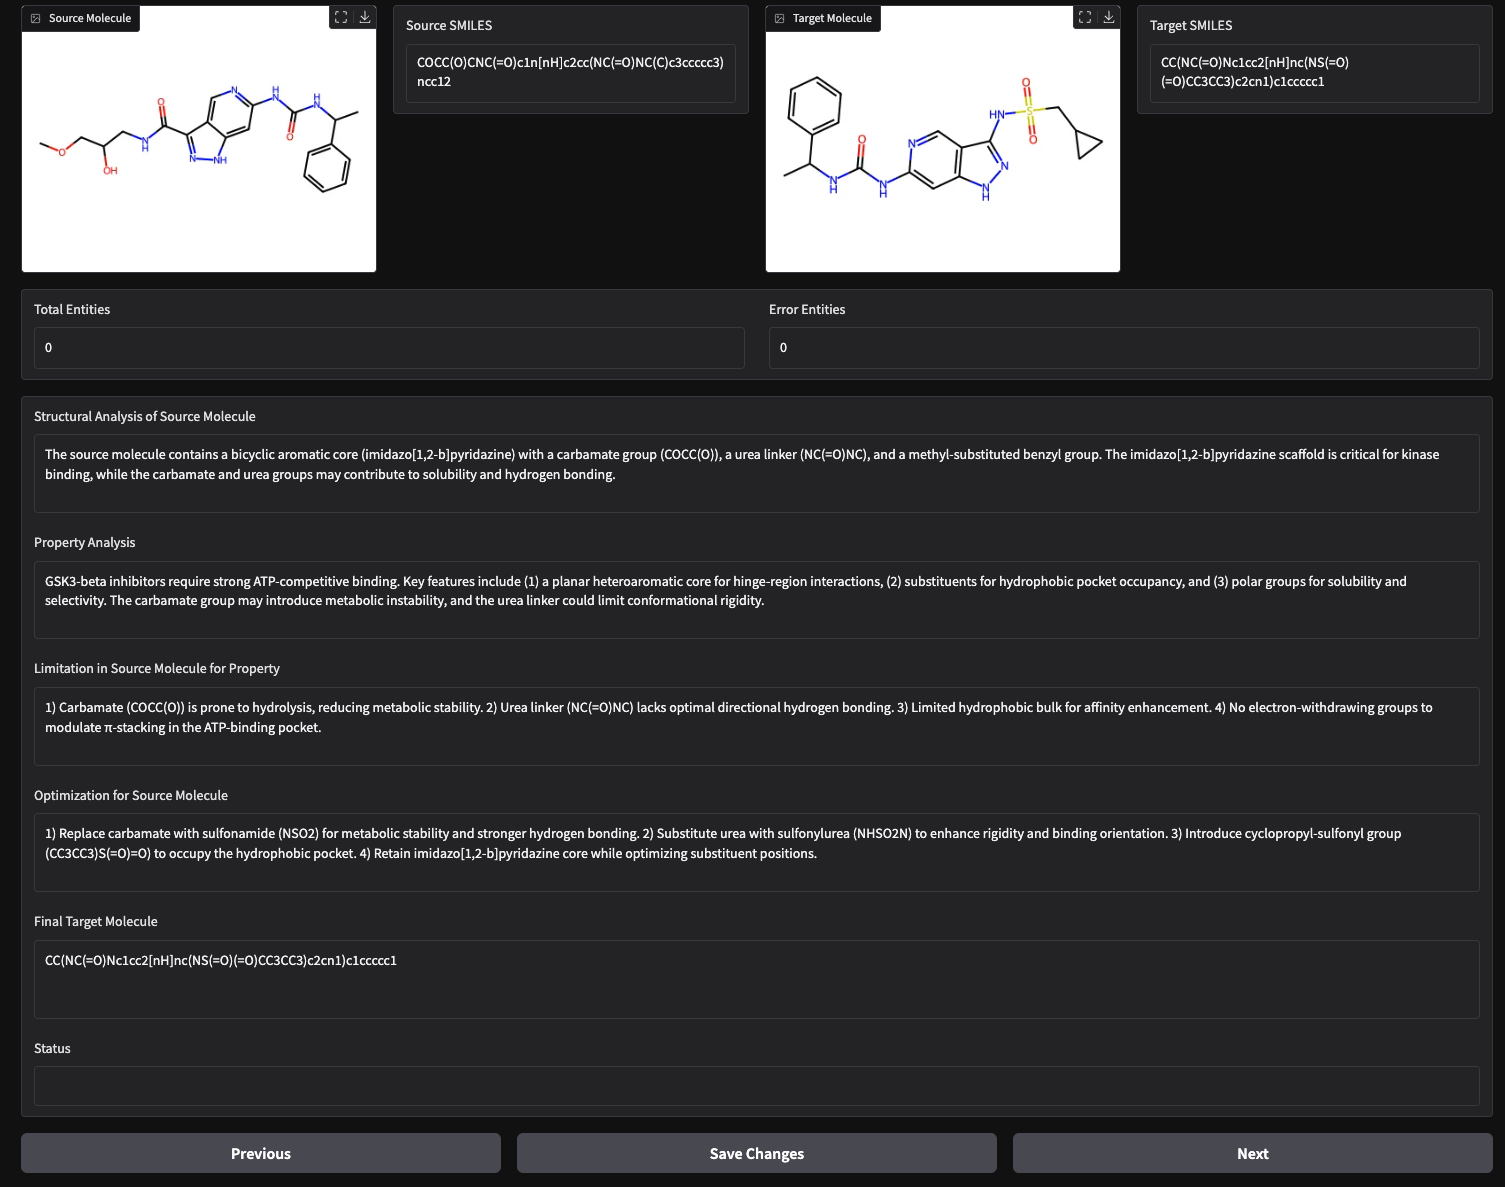 Source Molecule
Source SMILES
COCC(O)CNC(=O)c1n[nH]c2cc(NC(=O)NC(C)c3ccccc3)
ncc12
Target Molecule
Target SMILES
CC(NC(=O)Nc1cc2[nH]nc(NS(=O)
(=O)CC3CC3)c2cn1)c1ccccc1
O
O
OH
N
H
N
N
NH
H
N
O
H
N
N
H
O
N
H
N
HN
S
O
O
N
N
H
Total Entities
0
Error Entities
0
Structural Analysis of Source Molecule
The source molecule contains a bicyclic aromatic core (imidazo[1,2-b]pyridazine) with a carbamate group (COCC(O)), a urea linker (NC(=O)NC), and a methyl-substituted benzyl group. The imidazo[1,2-b]pyridazine scaffold is critical for kinase
binding, while the carbamate and urea groups may contribute to solubility and hydrogen bonding.
Property Analysis
GSK3-beta inhibitors require strong ATP-competitive binding. Key features include (1) a planar heteroaromatic core for hinge-region interactions, (2) substituents for hydrophobic pocket occupancy, and (3) polar groups for solubility and
selectivity. The carbamate group may introduce metabolic instability, and the urea linker could limit conformational rigidity.
Limitation in Source Molecule for Property
1) Carbamate (COCC(O)) is prone to hydrolysis, reducing metabolic stability. 2) Urea linker (NC(=O)NC) lacks optimal directional hydrogen bonding. 3) Limited hydrophobic bulk for affinity enhancement. 4) No electron-withdrawing groups to
modulate π-stacking in the ATP-binding pocket.
Optimization for Source Molecule
1) Replace carbamate with sulfonamide (NSO2) for metabolic stability and stronger hydrogen bonding. 2) Substitute urea with sulfonylurea (NHSO2N) to enhance rigidity and binding orientation. 3) Introduce cyclopropyl-sulfonyl group
(CC3CC3)S(=O)=O) to occupy the hydrophobic pocket. 4) Retain imidazo[1,2-b]pyridazine core while optimizing substituent positions.
Final Target Molecule
CC(NC(=O)Nc1cc2[nH]nc(NS(=O)(=O)CC3CC3)c2cn1)c1ccccc1
Status
Previous
Save Changes
Next